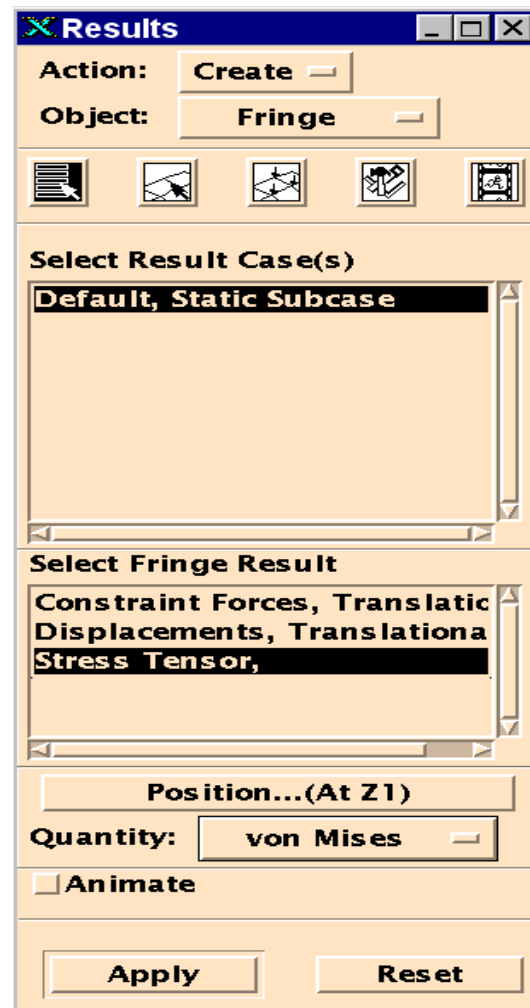 Results
Action: Create
Object: Fringe
Select Result Case(s)
Default, Static Subcase
Select Fringe Result
Constraint Forces, Translatic
Displacements, Translationa
Stress Tensor,
Position...(At Z1)
Quantity: von Mises
Animate
Apply Reset